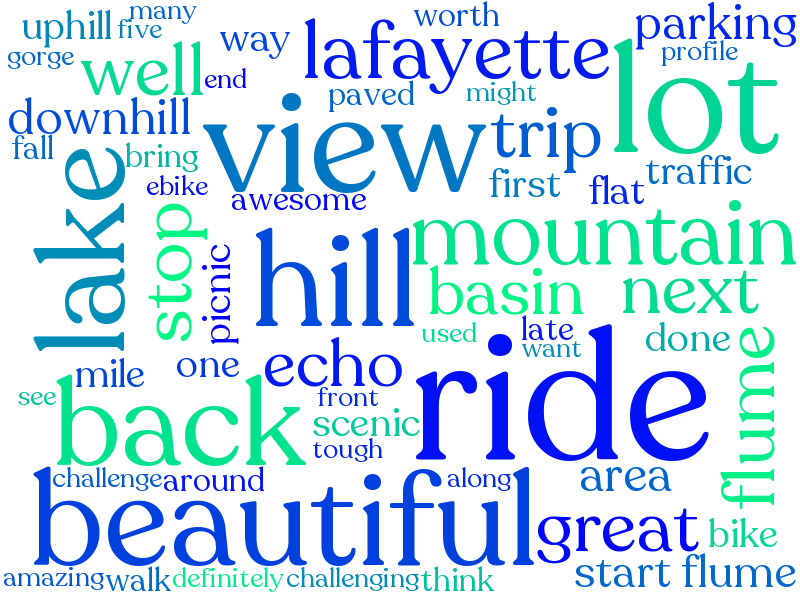 many
uphill
five
worth
parking
way
lafayette
gorge
well
end
profile
paved
might
lot
downhill
view
trip
fall
bring
traffic
ebike
first
flat
awesome
lake
stop
picnic
hill
mountain
basin
next
used
late
want
done
flume
mile
one
echo
ride
see
back
front
scenic
tough
challenge
around
along
area
beautiful
great
bike
amazing
walk
definitely
challenging
think
start flume